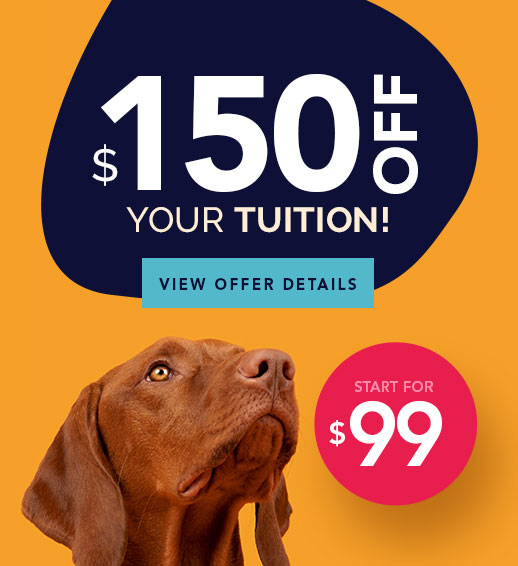 $150 OFF
YOUR TUITION!
VIEW OFFER DETAILS
START FOR
$99